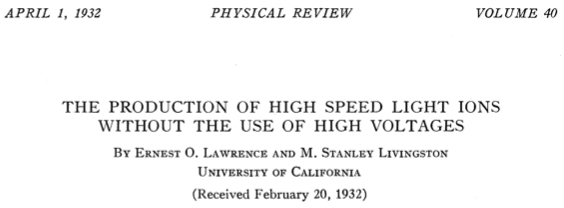 APRIL 1, 1932 PHYSICAL REVIEW VOLUME 40
THE PRODUCTION OF HIGH SPEED LIGHT IONS
WITHOUT THE USE OF HIGH VOLTAGES
By Ernest O. Lawrence and M. Stanley Livingston
University of California
(Received February 20, 1932)